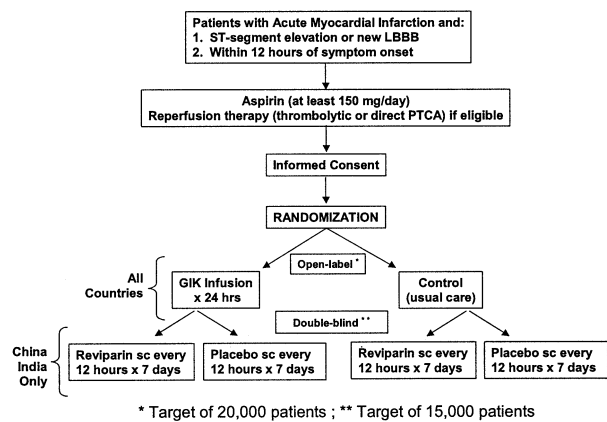 Patients with Acute Myocardial Infarction and:
1. ST-segment elevation or new LBBB
2. Within 12 hours of symptom onset
Aspirin (at least 150 mg/day)
Reperfusion therapy (thrombolytic or direct PTCA) if eligible
Informed Consent
RANDOMIZATION
Open-label *
All
Countries
GIK Infusion
x 24 hrs
Control
(usual care)
Double-blind **
China
India
Only
Reviparin sc every
12 hours x 7 days
Placebo sc every
12 hours x 7 days
Reviparin sc every
12 hours x 7 days
Placebo sc every
12 hours x 7 days
* Target of 20,000 patients ; ** Target of 15,000 patients